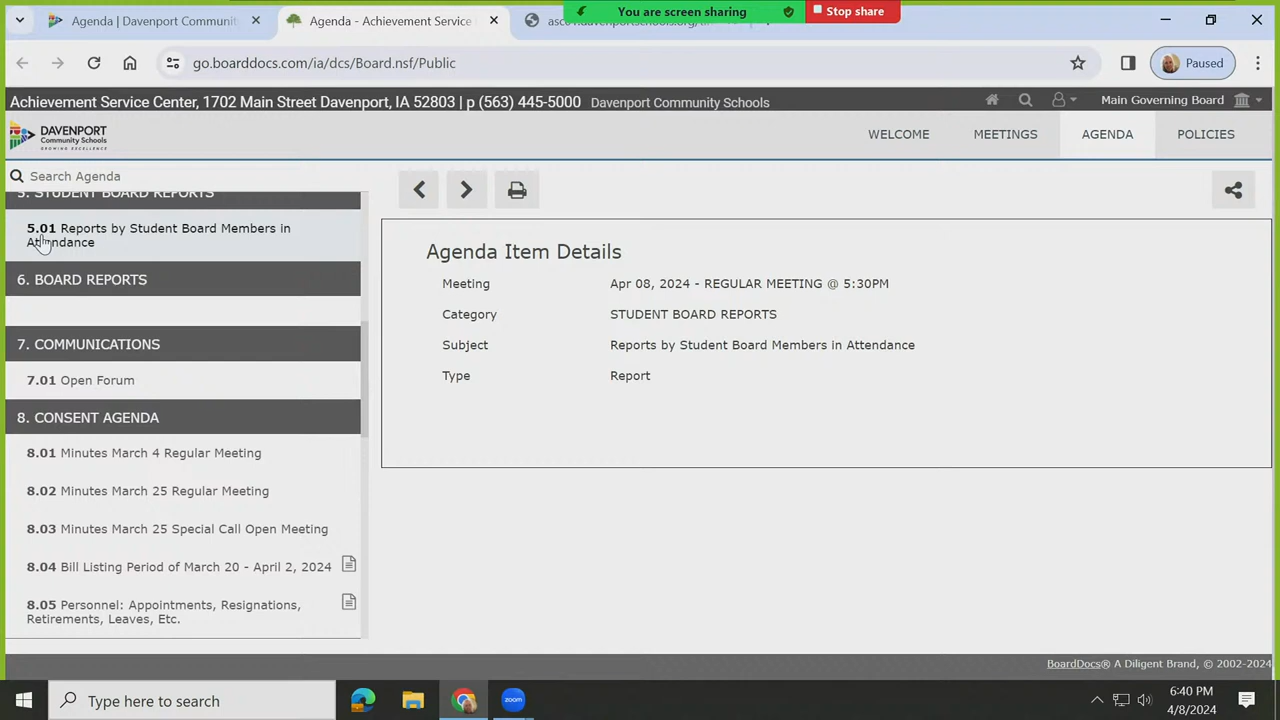 Agenda | Davenport Communit
Agenda - Achievement Service
You are screen sharing
Stop share
go.boarddocs.com/ia/dcs/Board.nsf/Public
Paused
Achievement Service Center, 1702 Main Street Davenport, IA 52803 | p (563) 445-5000 Davenport Community Schools
Main Governing Board
DAVENPORT
Community Schools
GROWING EXCELLENCE
WELCOME
MEETINGS
AGENDA
POLICIES
Search Agenda
5. STUDENT BOARD REPORTS
5.01 Reports by Student Board Members in
Attendance
6. BOARD REPORTS
7. COMMUNICATIONS
7.01 Open Forum
8. CONSENT AGENDA
8.01 Minutes March 4 Regular Meeting
8.02 Minutes March 25 Regular Meeting
8.03 Minutes March 25 Special Call Open Meeting
8.04 Bill Listing Period of March 20 - April 2, 2024
8.05 Personnel: Appointments, Resignations,
Retirements, Leaves, Etc.
Agenda Item Details
Meeting Apr 08, 2024 - REGULAR MEETING @ 5:30PM
Category STUDENT BOARD REPORTS
Subject Reports by Student Board Members in Attendance
Type Report
BoardDocs® A Diligent Brand, © 2002-2024
Type here to search
zoom
6:40 PM
4/8/2024